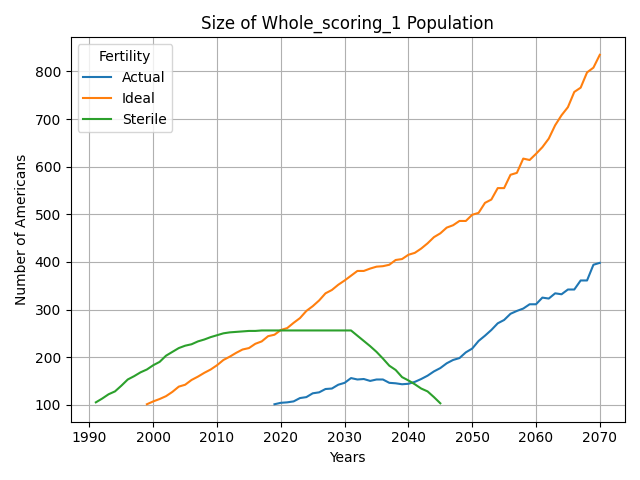 Size of Whole_scoring_1 Population
Fertility
Actual
Ideal
Sterile
Number of Americans
800
700
600
500
400
300
200
100
1990 2000 2010 2020 2030 2040 2050 2060 2070
Years